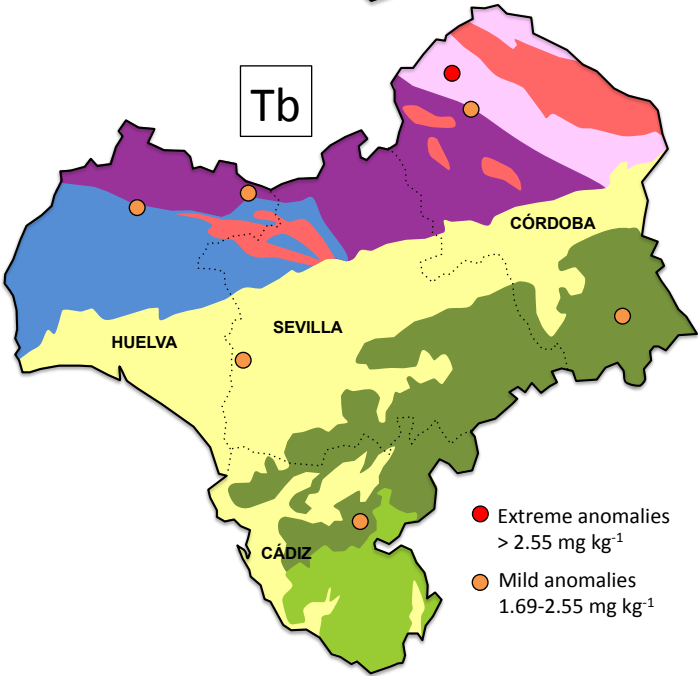 Tb
CÓRDOBA
HUELVA
SEVILLA
CÁDIZ
Extreme anomalies
> 2.55 mg kg⁻¹
Mild anomalies
1.69-2.55 mg kg⁻¹